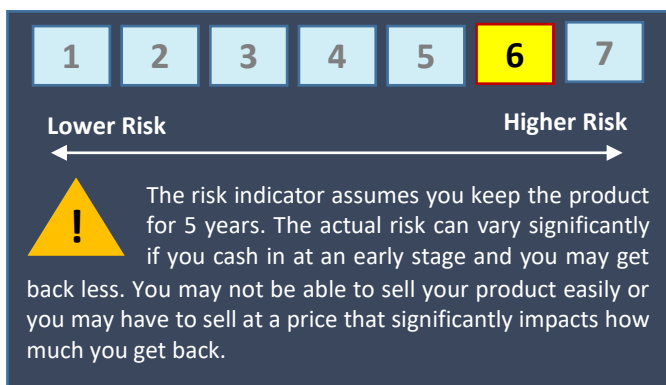 1 2 3 4 5 6 7
Lower Risk Higher Risk
! The risk indicator assumes you keep the product
for 5 years. The actual risk can vary significantly
if you cash in at an early stage and you may get
back less. You may not be able to sell your product easily or
you may have to sell at a price that significantly impacts how
much you get back.